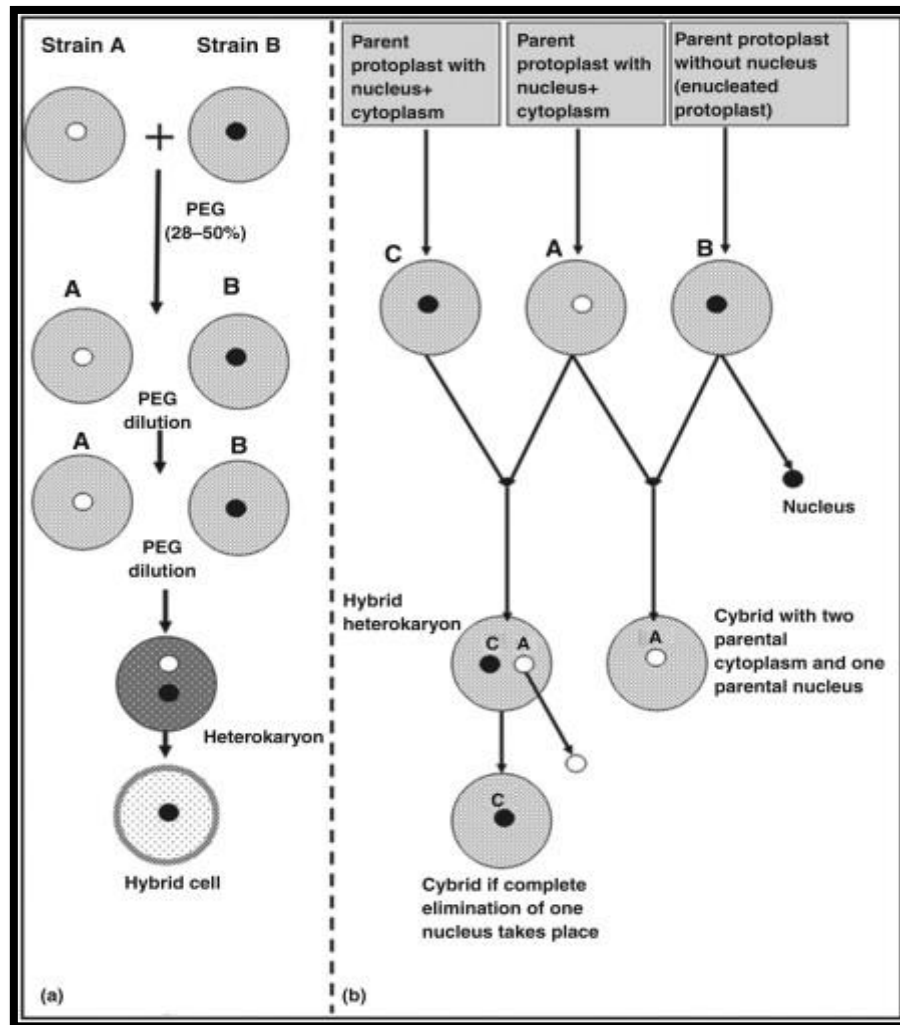 Strain A
Strain B
PEG
(28–50%)
A
B
PEG
dilution
A
B
PEG
dilution
Heterokaryon
Hybrid cell
(a)
Parent
protoplast with
nucleus+
cytoplasm
Parent
protoplast with
nucleus+
cytoplasm
Parent protoplast
without nucleus
(enucleated
protoplast)
C
A
B
Nucleus
Hybrid
heterokaryon
C
A
A
Cybrid with two
parental
cytoplasm and one
parental nucleus
C
Cybrid if complete
elimination of one
nucleus takes place
(b)